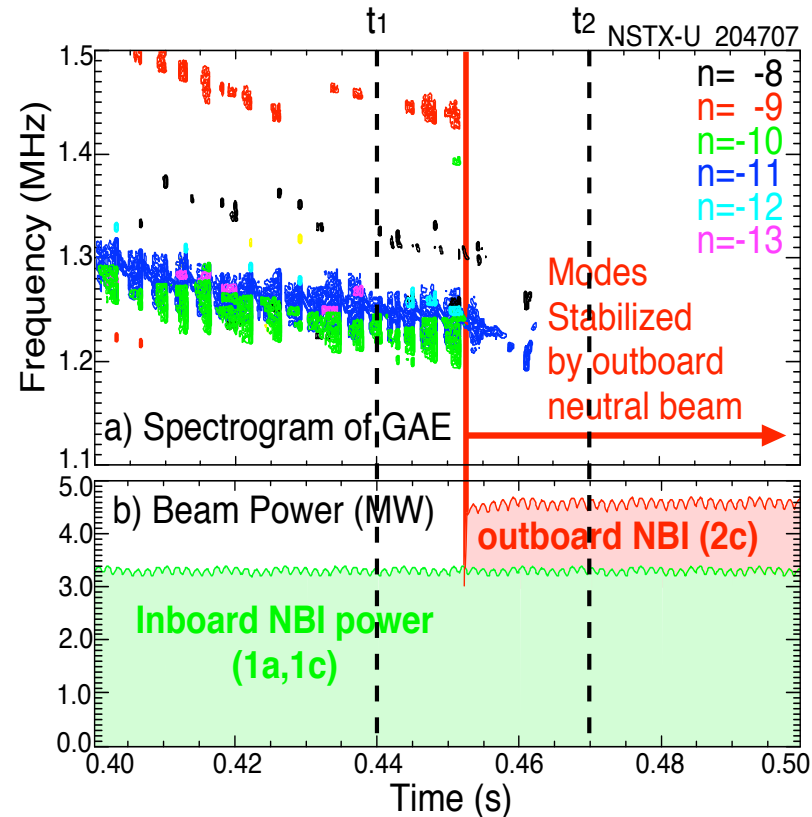 t1 t2
NSTX-U 204707
1.5
1.4
1.3
1.2
1.1
Frequency (MHz)
n= -8
n= -9
n=-10
n=-11
n=-12
n=-13
Modes
Stabilized
by outboard
neutral beam
a) Spectrogram of GAE
5.0
4.0
3.0
2.0
1.0
0.0
b) Beam Power (MW)
outboard NBI (2c)
Inboard NBI power
(1a,1c)
0.40 0.42 0.44 0.46 0.48 0.50
Time (s)